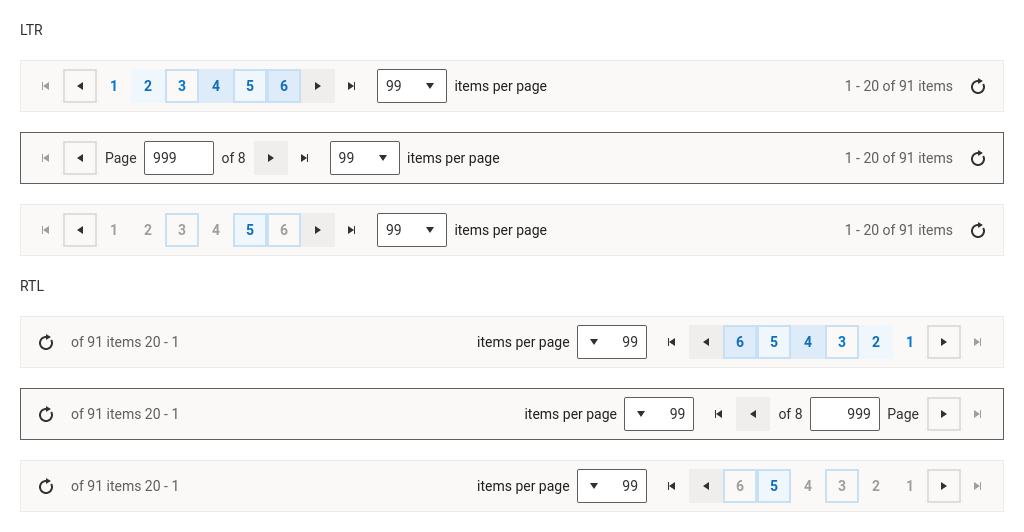 LTR
1 2 3 4 5 6 99 items per page 1 - 20 of 91 items
Page 999 of 8 99 items per page 1 - 20 of 91 items
1 2 3 4 5 6 99 items per page 1 - 20 of 91 items
RTL
of 91 items 20 - 1 items per page 99 6 5 4 3 2 1
of 91 items 20 - 1 items per page 99 of 8 999 Page
of 91 items 20 - 1 items per page 99 6 5 4 3 2 1